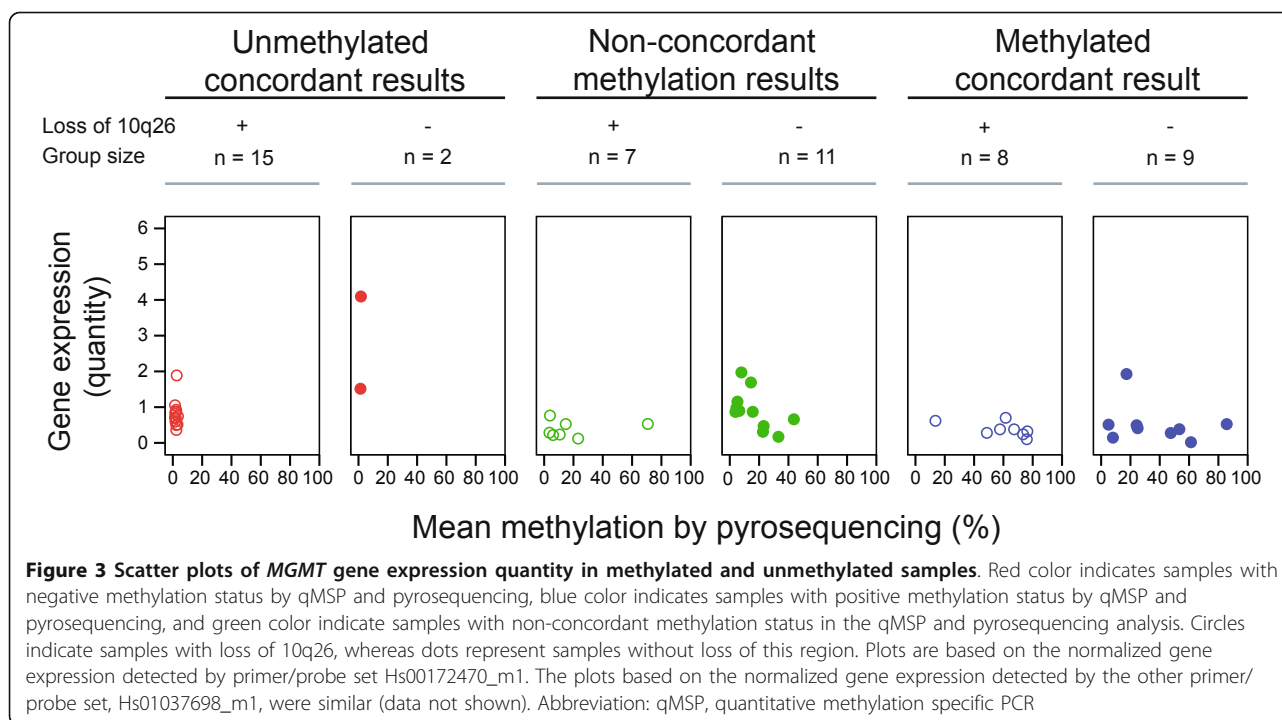 Unmethylated Non-concordant Methylated
concordant results methylation results concordant result
Loss of 10q26 + - + - + -
Group size n = 15 n = 2 n = 7 n = 11 n = 8 n = 9
Gene expression
(quantity)
6
5
4
3
2
1
0
0 20 40 60 80 100 0 20 40 60 80 100 0 20 40 60 80 100 0 20 40 60 80 100 0 20 40 60 80 100 0 20 40 60 80 100
Mean methylation by pyrosequencing (%)
Figure 3 Scatter plots of MGMT gene expression quantity in methylated and unmethylated samples. Red color indicates samples with
negative methylation status by qMSP and pyrosequencing, blue color indicates samples with positive methylation status by qMSP and
pyrosequencing, and green color indicate samples with non-concordant methylation status in the qMSP and pyrosequencing analysis. Circles
indicate samples with loss of 10q26, whereas dots represent samples without loss of this region. Plots are based on the normalized gene
expression detected by primer/probe set Hs00172470_m1. The plots based on the normalized gene expression detected by the other primer/
probe set, Hs01037698_m1, were similar (data not shown). Abbreviation: qMSP, quantitative methylation specific PCR